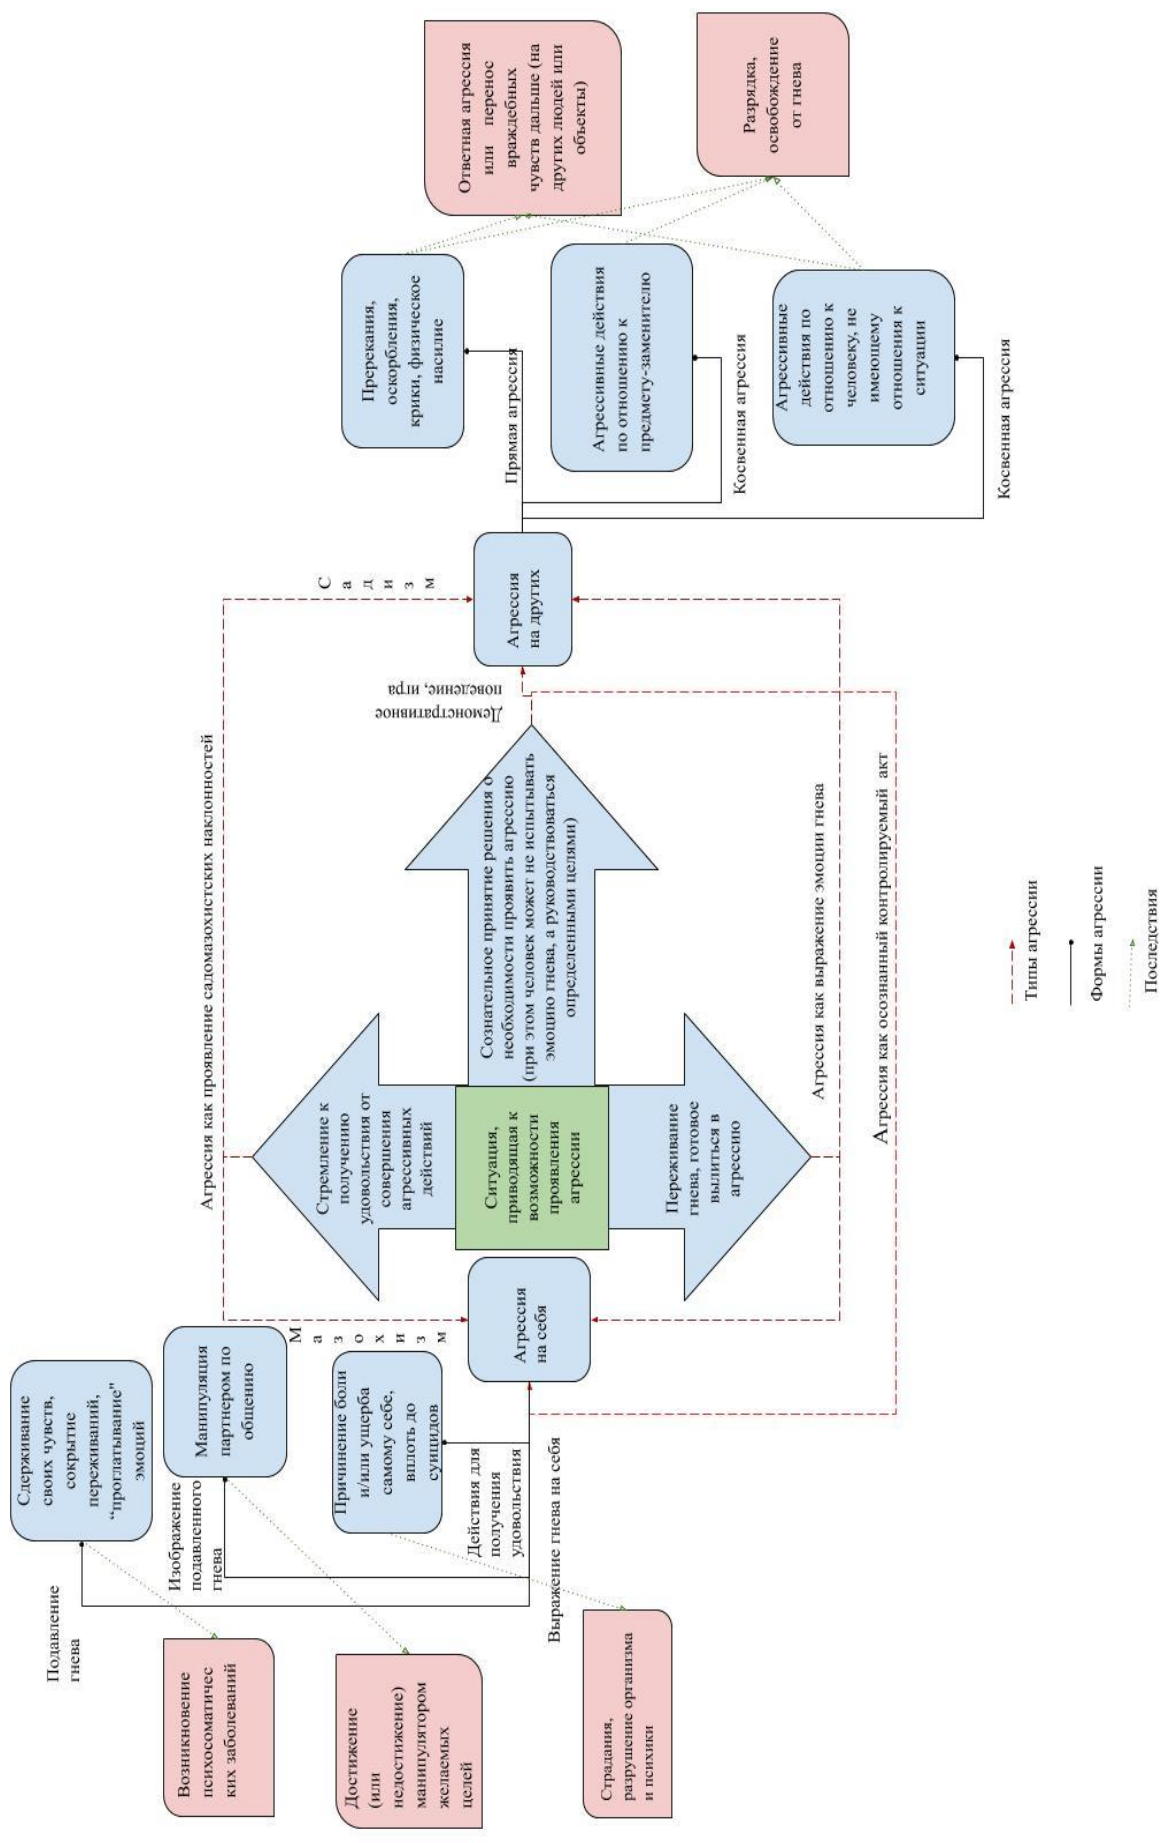 Сдерживание
своих чувств,
сокрытие
переживаний,
“проглатывание"
эмоций
Манипуляция
партнером по
общению
Причинение боли
и/или ущерба
самому себе,
вплоть до
суицидов
Подавление
гнева
Изображение
подавленного
гнева
Действия для
получения
удовольствия
Выражение гнева на себя
Возникновение
психосоматичес
ких заболеваний
Достижение
(или
недостижение)
манипулятором
желаемых
целей
Страдания,
разрушение организма
и психики
Агрессия как проявление садомазохистских наклонностей
М
а
з
о
х
и
з
м
Агрессия
на себя
Стремление к
получению
удовольствия от
совершения
агрессивных
действий
Ситуация,
приводящая к
возможности
проявления
агрессии
Переживание
гнева, готовое
вылиться в
агрессию
Сознательное принятие решения о
необходимости проявить агрессию
(при этом человек может не испытывать
эмоцию гнева, а руководствоваться
определенными целями)
Агрессия как выражение эмоции гнева
Агрессия как осознанный контролируемый акт
Демонстративное
поведение, игра
С
а
д
и
з
м
Агрессия
на других
Прямая агрессия
Косвенная агрессия
Косвенная агрессия
Пререкания,
оскорбления,
крики, физическое
насилие
Агрессивные действия
по отношению к
предмету-заменителю
Агрессивные
действия по
отношению к
человеку, не
имеющему
отношения к
ситуации
Ответная агрессия
или перенос
враждебных
чувств дальше (на
других людей или
объекты)
Разрядка,
освобождение
от гнева
Типы агрессии
Формы агрессии
Последствия